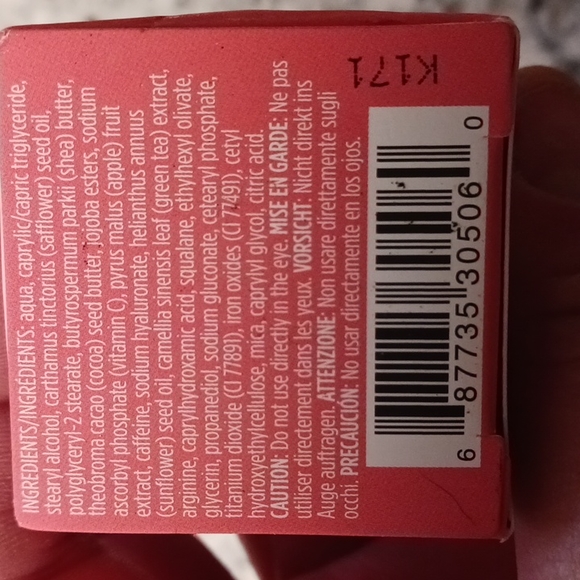 INGREDIENTS/INGRÉDIENTS: aqua, caprylic/capric triglyceride,
stearyl alcohol, carthamus tinctorius (safflower) seed oil,
polyglyceryl-2 stearate, butyrospermum parkii (shea) butter,
theobroma cacao (cocoa) seed butter, jojoba esters, sodium
ascorbyl phosphate (vitamin C), pyrus malus (apple) fruit
extract, caffeine, sodium hyaluronate, helianthus annuus
(sunflower) seed oil, camellia sinensis leaf (green tea) extract,
arginine, caprylhydroxamic acid, squalane, ethylhexyl olivate,
glycerin, propanediol, sodium gluconate, cetearyl phosphate,
titanium dioxide (CI 77891), iron oxides (CI 77491), cetyl
hydroxyethylcellulose, mica, caprylyl glycol, citric acid.
CAUTION: Do not use directly in the eye. MISE EN GARDE: Ne pas
utiliser directement dans les yeux. VORSICHT: Nicht direkt ins
Auge auftragen. ATTENZIONE: Non usare direttamente sugli
occhi. PRECAUCION: No usar directamente en los ojos.
K171
6 87735 30506 0